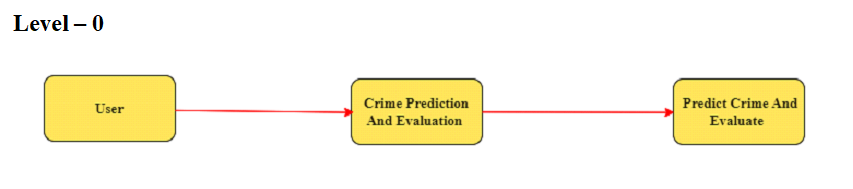 Level – 0
User
Crime Prediction
And Evaluation
Predict Crime And
Evaluate